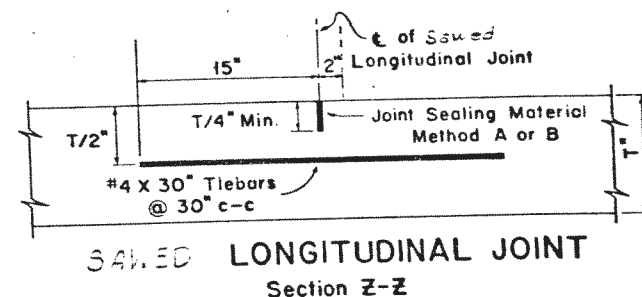 ℄ of Sawed
Longitudinal Joint
15"
2"
T/4" Min.
Joint Sealing Material
Method A or B
T/2"
T"
#4 X 30" Tiebars
@ 30" c-c
SAWED LONGITUDINAL JOINT
Section Z-Z